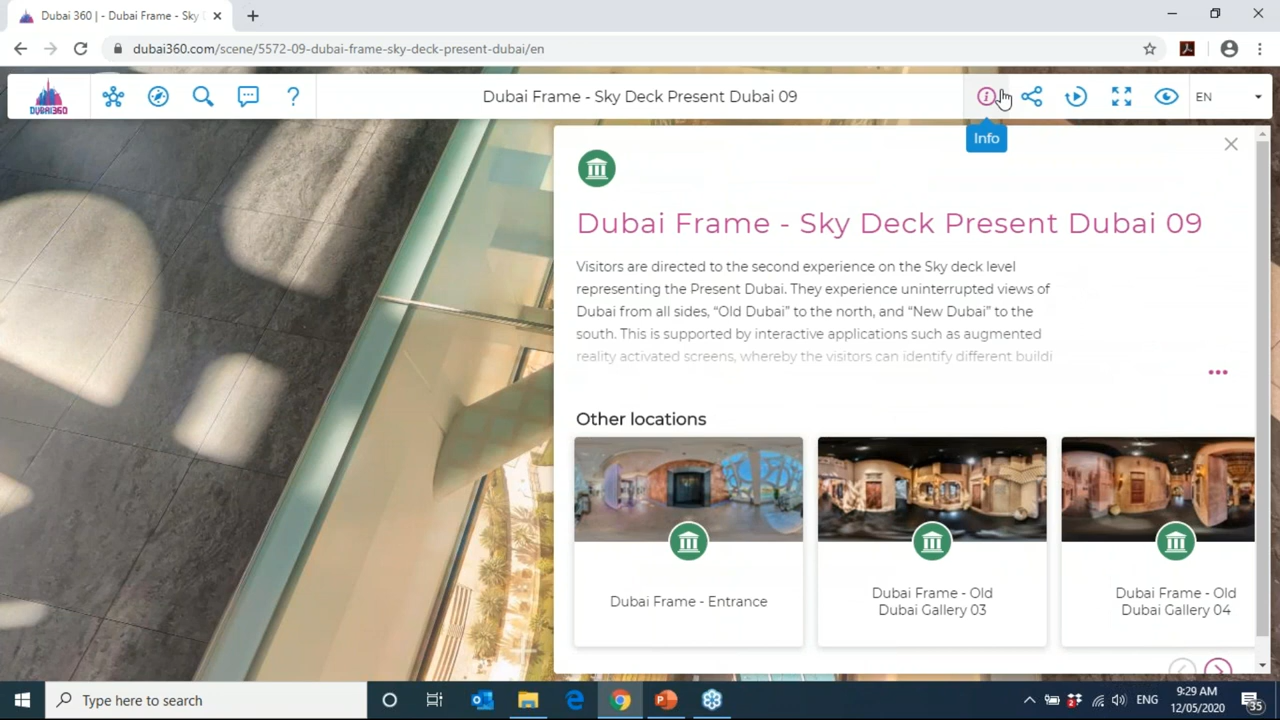 Dubai 360 | - Dubai Frame - Sky
dubai360.com/scene/5572-09-dubai-frame-sky-deck-present-dubai/en
DUBAI360
?
Dubai Frame - Sky Deck Present Dubai 09
EN
Info
Dubai Frame - Sky Deck Present Dubai 09
Visitors are directed to the second experience on the Sky deck level
representing the Present Dubai. They experience uninterrupted views of
Dubai from all sides, “Old Dubai” to the north, and “New Dubai” to the
south. This is supported by interactive applications such as augmented
reality activated screens, whereby the visitors can identify different buildi
Other locations
Dubai Frame - Entrance
Dubai Frame - Old
Dubai Gallery 03
Dubai Frame - Old
Dubai Gallery 04
Type here to search
ENG
9:29 AM
12/05/2020
35